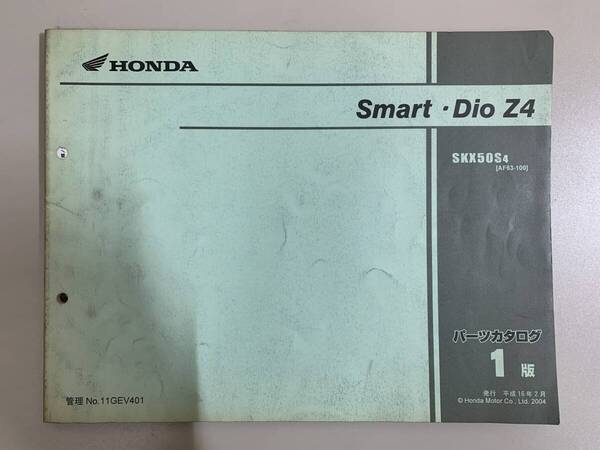 HONDA
Smart・Dio Z4
SKX50S4
[AF63-100]
パーツカタログ
1版
発行 平成16年2月
© Honda Motor Co., Ltd. 2004
管理 No.11GEV401